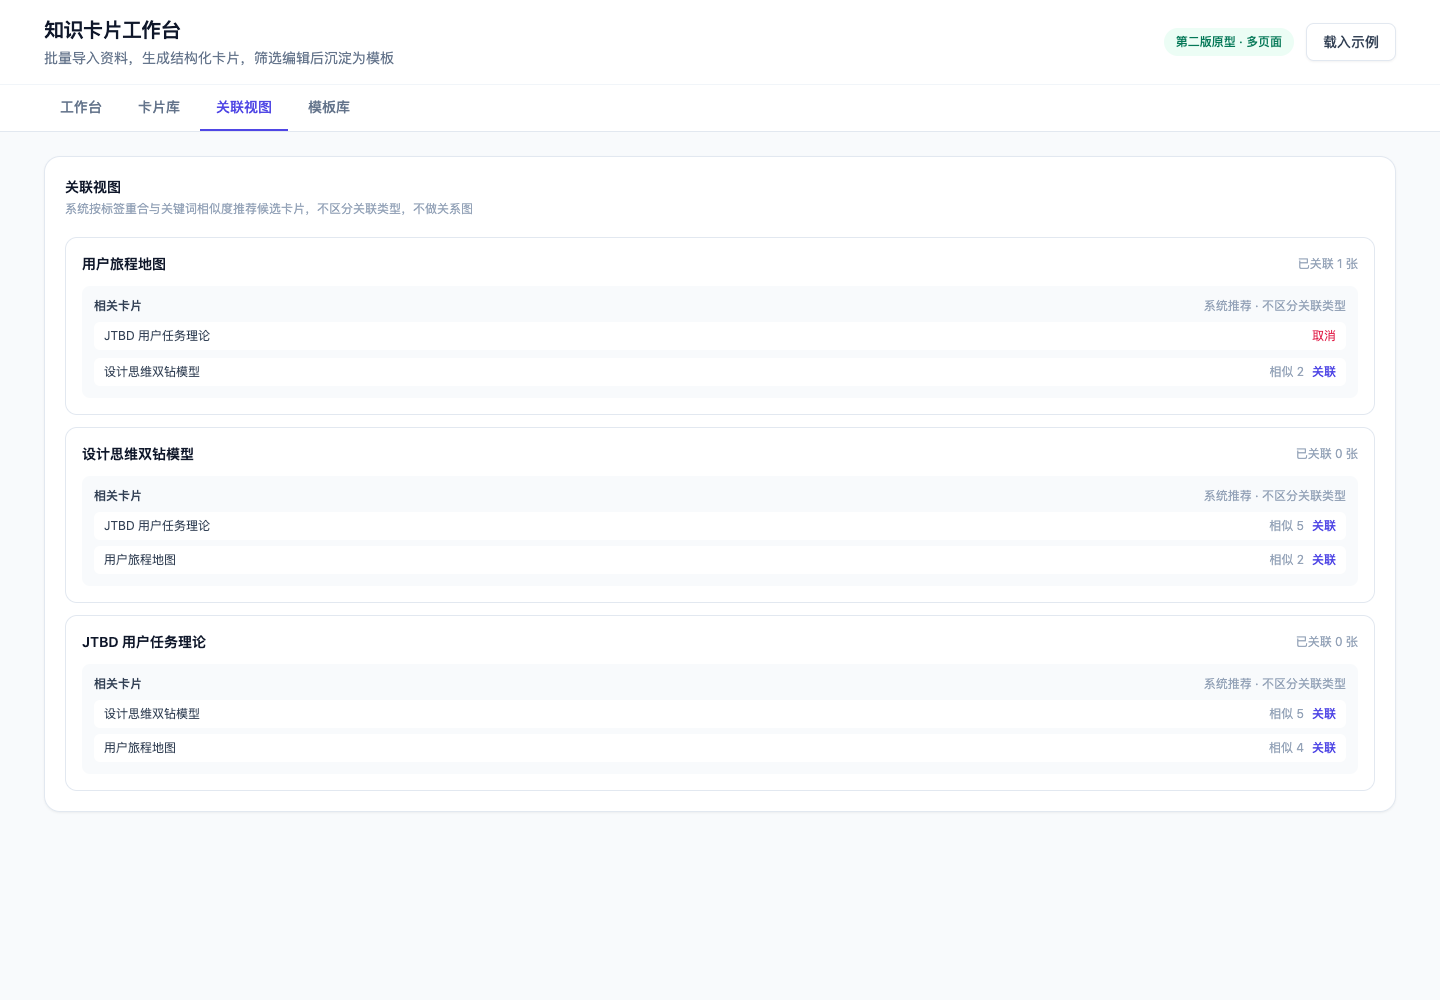 知识卡片工作台
批量导入资料，生成结构化卡片，筛选编辑后沉淀为模板
第二版原型 · 多页面
载入示例
工作台 卡片库 关联视图 模板库
关联视图
系统按标签重合与关键词相似度推荐候选卡片，不区分关联类型，不做关系图
用户旅程地图 已关联 1 张
相关卡片 系统推荐 · 不区分关联类型
JTBD 用户任务理论 取消
设计思维双钻模型 相似 2 关联
设计思维双钻模型 已关联 0 张
相关卡片 系统推荐 · 不区分关联类型
JTBD 用户任务理论 相似 5 关联
用户旅程地图 相似 2 关联
JTBD 用户任务理论 已关联 0 张
相关卡片 系统推荐 · 不区分关联类型
设计思维双钻模型 相似 5 关联
用户旅程地图 相似 4 关联